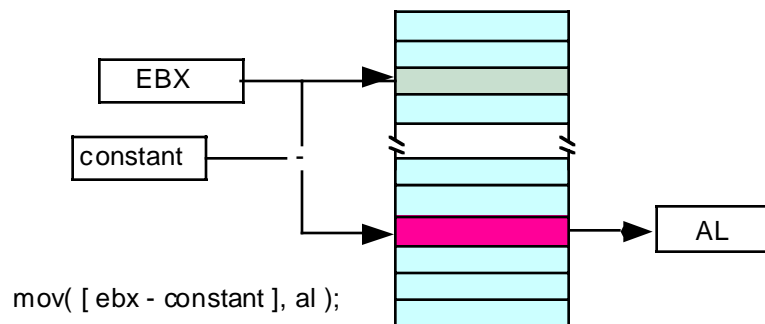 EBX
constant
-
AL
mov( [ ebx - constant ], al );